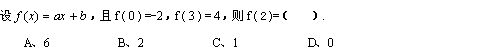 设 f(x) = ax + b，且 f ( 0 ) =-2，f ( 3 ) = 4，则 f ( 2 )=（      ）.
A、6      B、2      C、1      D、0